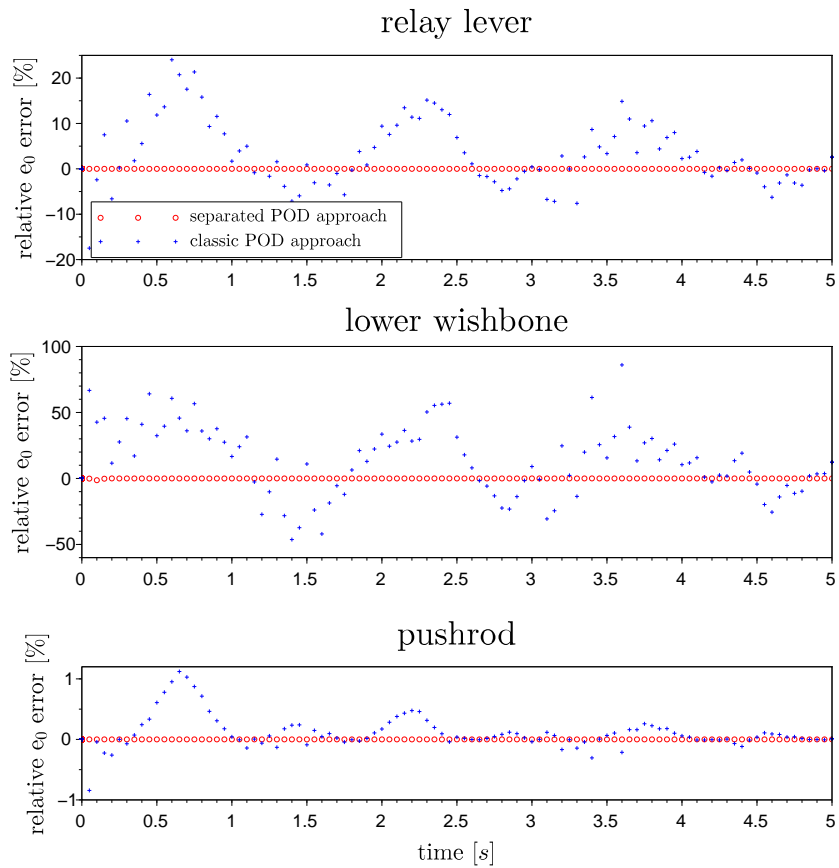 relay lever
relative e₀ error [%]
20
10
0
−10
−20
separated POD approach
classic POD approach
0 0.5 1 1.5 2 2.5 3 3.5 4 4.5 5
lower wishbone
relative e₀ error [%]
100
50
0
−50
0 0.5 1 1.5 2 2.5 3 3.5 4 4.5 5
pushrod
relative e₀ error [%]
1
0
−1
0 0.5 1 1.5 2 2.5 3 3.5 4 4.5 5
time [s]